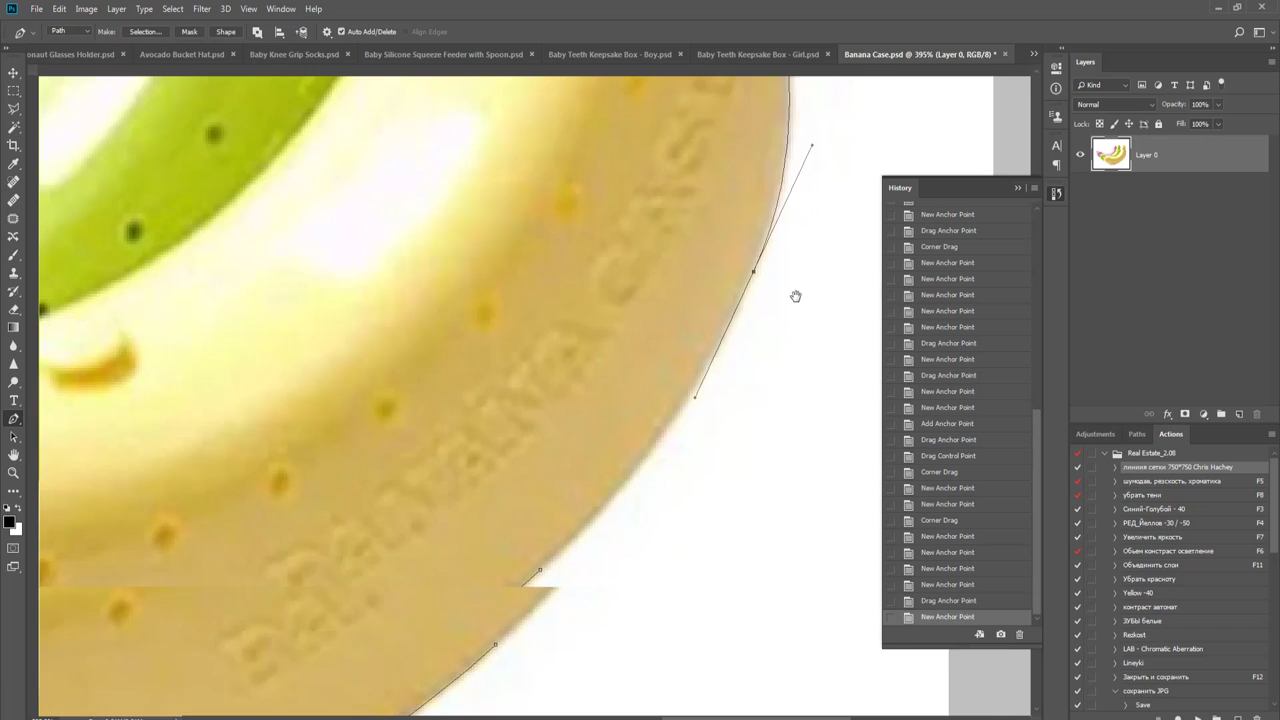 Ps File Edit Image Layer Type Select Filter 3D View Window Help
Path Make: Selection... Mask Shape Auto Add/Delete Align Edges
onaut Glasses Holder.psd × Avocado Bucket Hat.psd × Baby Knee Grip Socks.psd × Baby Silicone Squeeze Feeder with Spoon.psd × Baby Teeth Keepsake Box - Boy.psd × Baby Teeth Keepsake Box - Girl.psd × Banana Case.psd @ 395% (Layer 0, RGB/8) * ×
Layers
Kind
Normal Opacity: 100%
Lock: Fill: 100%
Layer 0
History
New Anchor Point
Drag Anchor Point
Corner Drag
New Anchor Point
New Anchor Point
New Anchor Point
New Anchor Point
New Anchor Point
Drag Anchor Point
New Anchor Point
Drag Anchor Point
New Anchor Point
New Anchor Point
Add Anchor Point
Drag Anchor Point
Drag Control Point
Corner Drag
New Anchor Point
New Anchor Point
Corner Drag
New Anchor Point
New Anchor Point
New Anchor Point
New Anchor Point
Drag Anchor Point
New Anchor Point
Adjustments Paths Actions
Real Estate_2.08
линиия сетки 750*750 Chris Hachey
шумодав, резскость, хроматика F5
убрать тени F8
Синий-Голубой - 40 F3
РЕД_Йеллов -30 / -50 F4
Увеличить яркость F7
Обьем констраст осветление F6
Объединить слои F11
Убрать красноту
Yellow -40
контраст автомат
ЗУБЫ белые
Rezkost
LAB - Chromatic Aberration
Lineyki
Закрыть и сохранить F12
сохранить JPG
Save